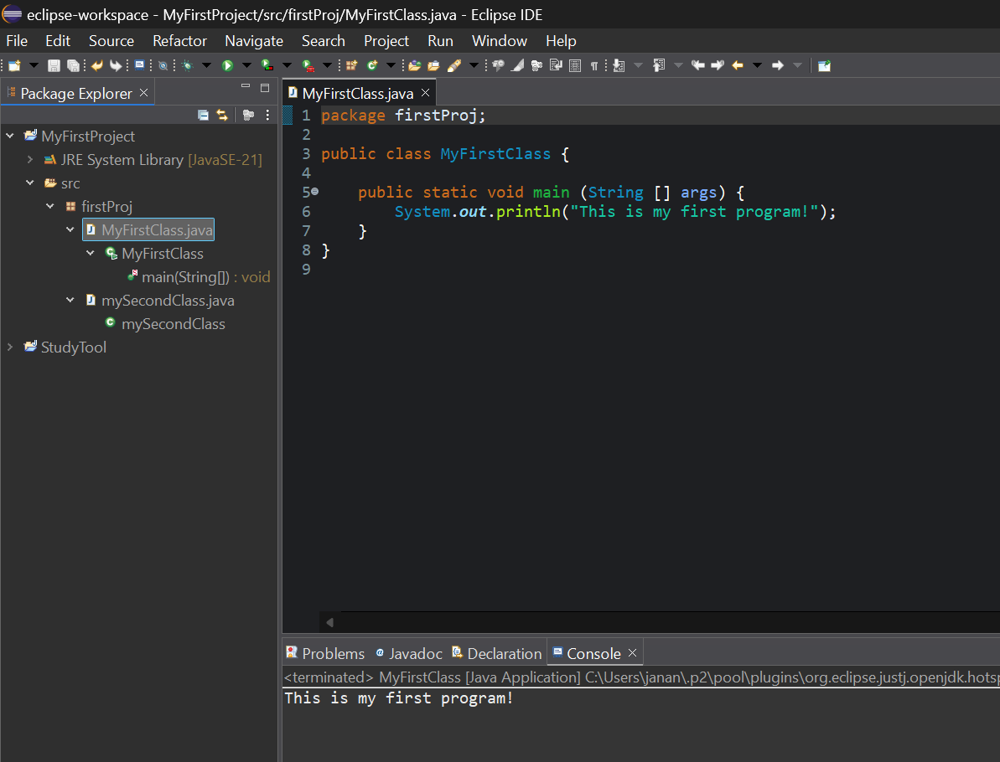 eclipse-workspace - MyFirstProject/src/firstProj/MyFirstClass.java - Eclipse IDE
File Edit Source Refactor Navigate Search Project Run Window Help
Package Explorer
MyFirstProject
JRE System Library [JavaSE-21]
src
firstProj
MyFirstClass.java
MyFirstClass
main(String[]) : void
mySecondClass.java
mySecondClass
StudyTool
MyFirstClass.java
1 package firstProj;
2
3 public class MyFirstClass {
4
5 public static void main (String [] args) {
6 System.out.println("This is my first program!");
7 }
8 }
9
Problems @ Javadoc Declaration Console
<terminated> MyFirstClass [Java Application] C:\Users\janan\.p2\pool\plugins\org.eclipse.justj.openjdk.hotsp
This is my first program!